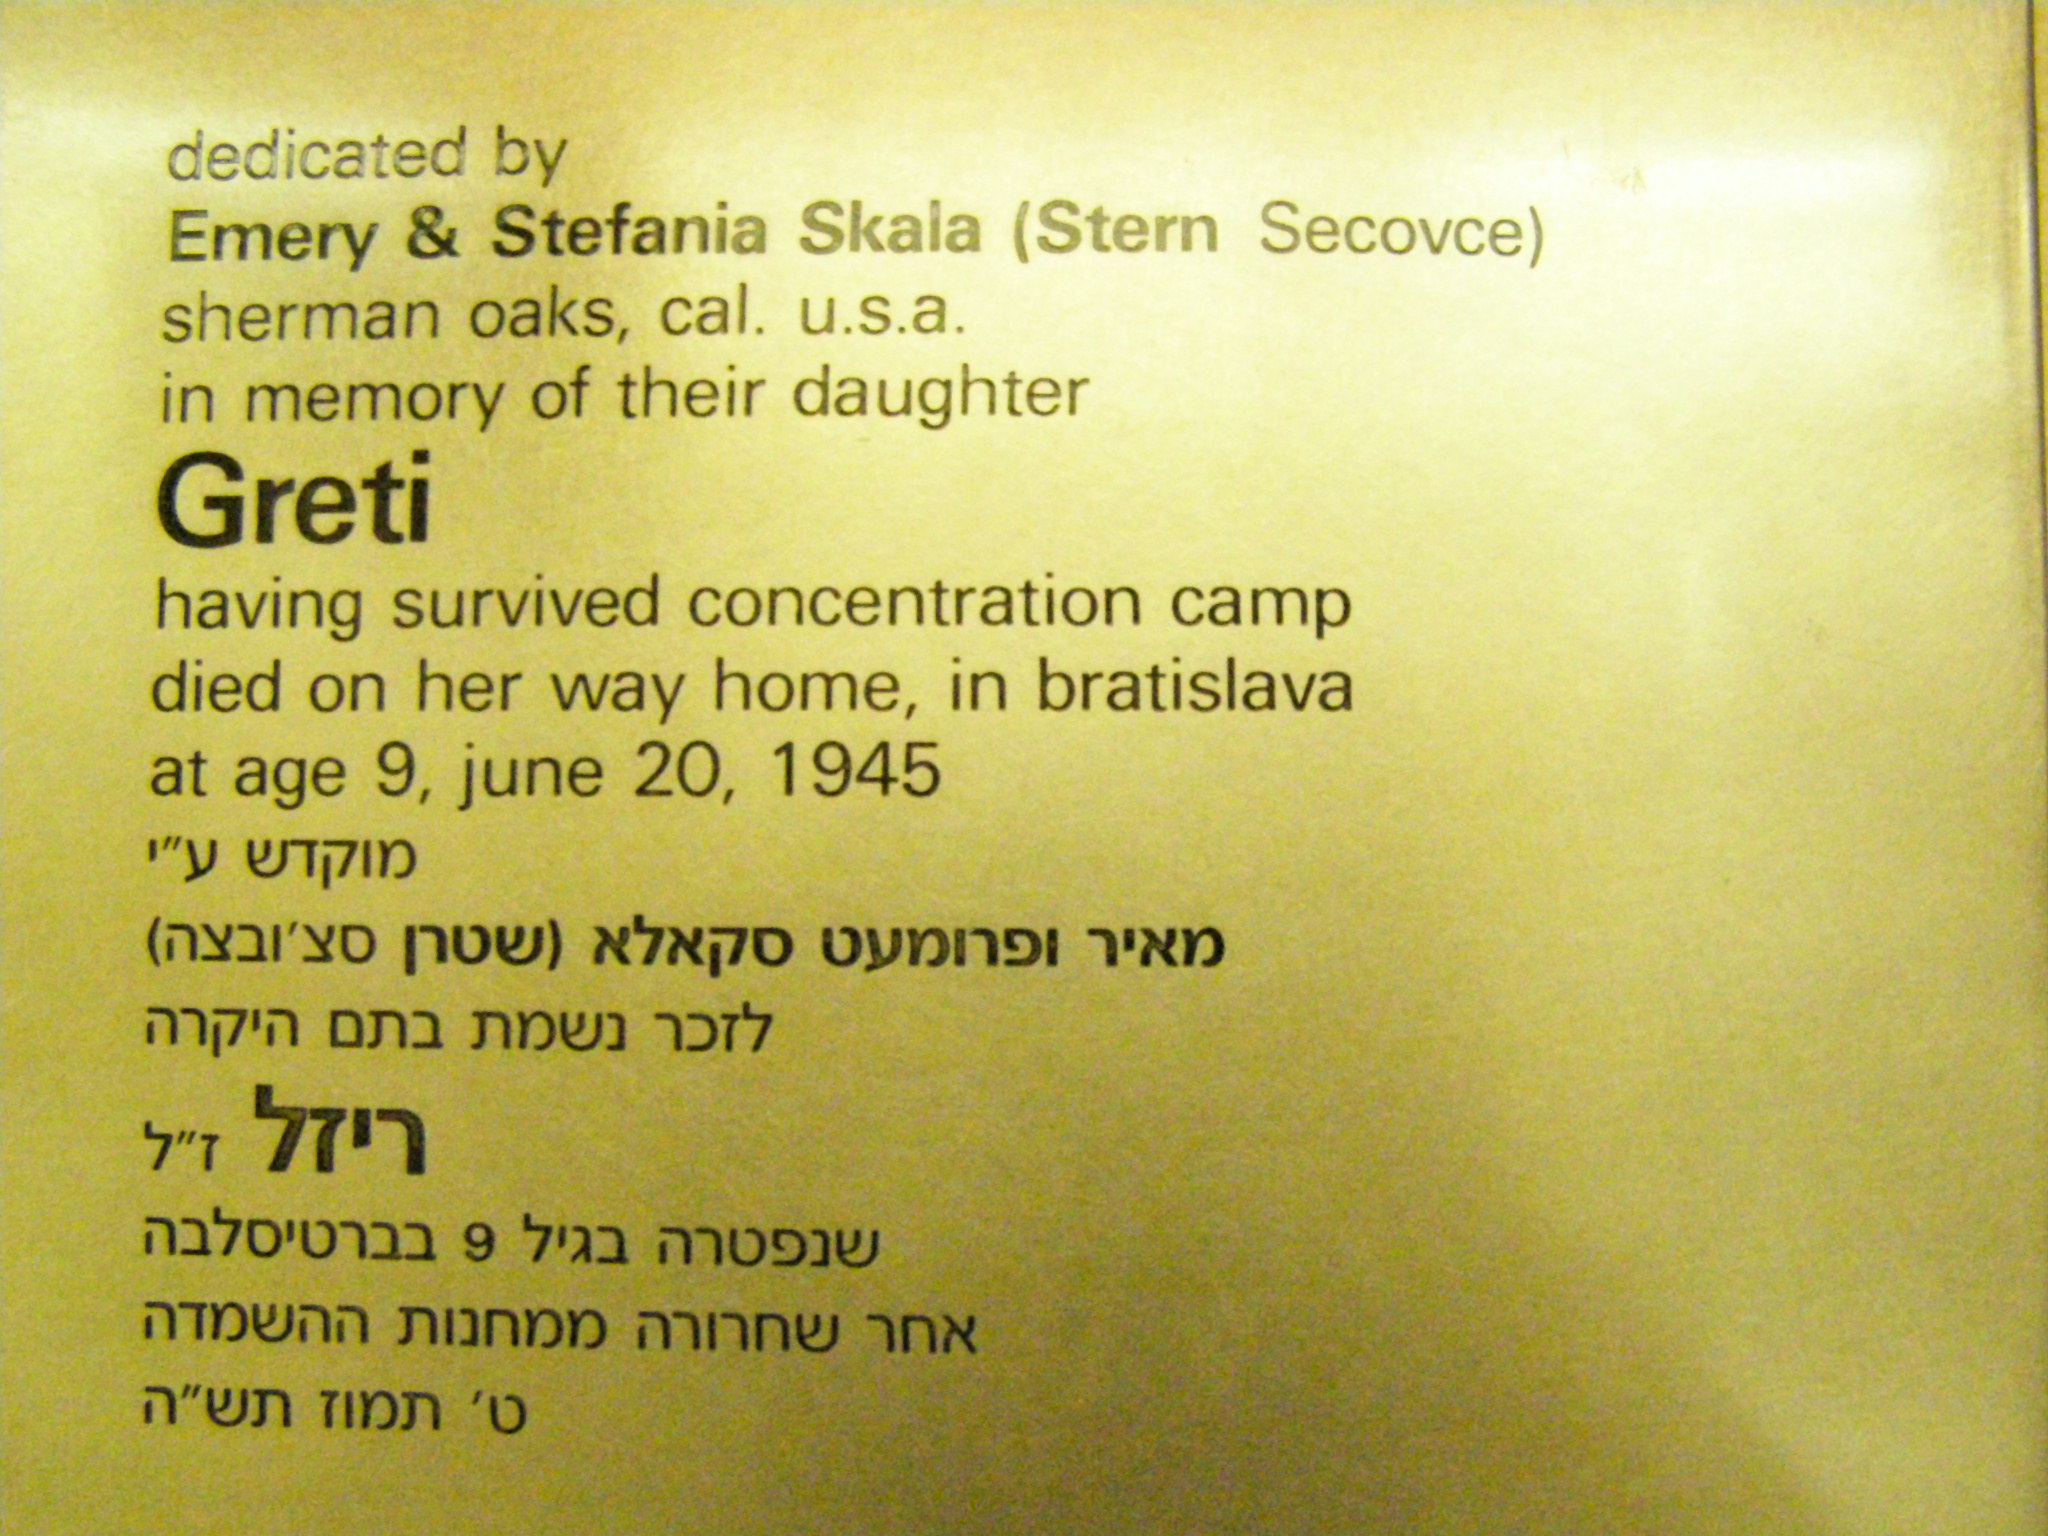 dedicated by
Emery & Stefania Skala (Stern Secovce)
sherman oaks, cal. u.s.a.
in memory of their daughter
Greti
having survived concentration camp
died on her way home, in bratislava
at age 9, june 20, 1945
מוקדש ע״י
מאיר ופרומעט סקאלא (שטרן סצ׳ובצה)
לזכר נשמת בתם היקרה
ריזל ז״ל
שנפטרה בגיל 9 בברטיסלבה
אחר שחרורה ממחנות ההשמדה
ט׳ תמוז תש״ה